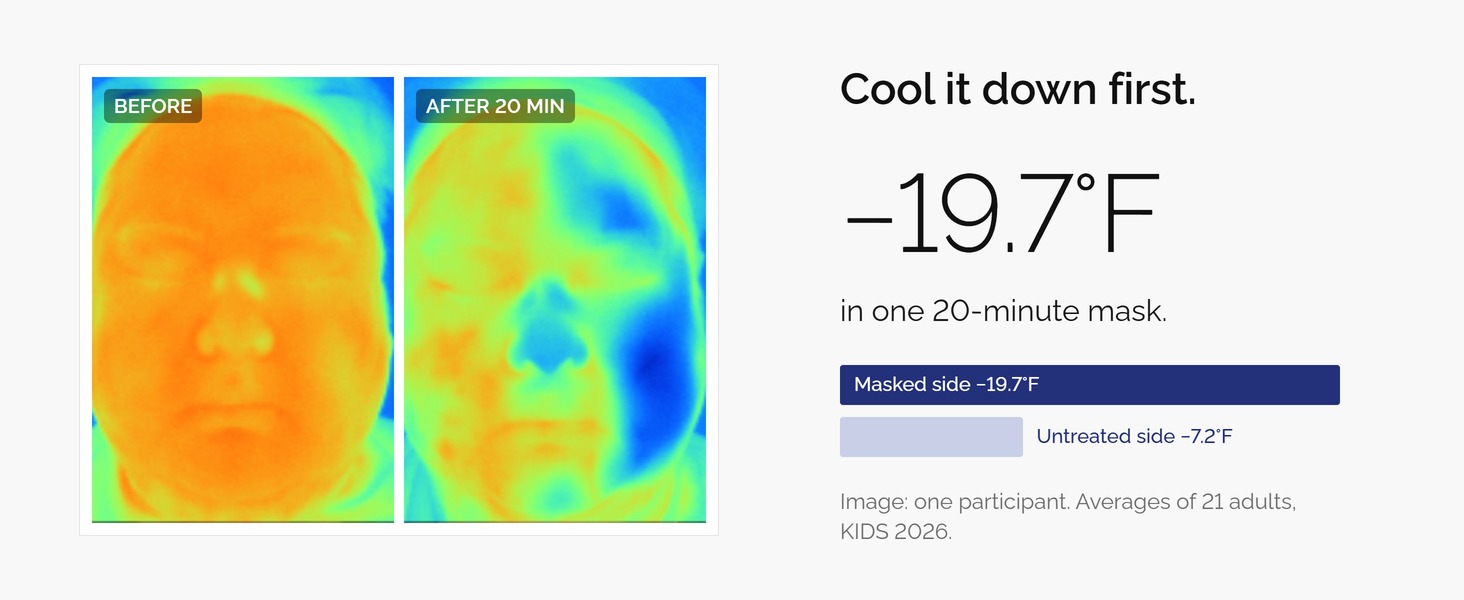 BEFORE
AFTER 20 MIN
Cool it down first.
−19.7°F
in one 20-minute mask.
Masked side −19.7°F
Untreated side −7.2°F
Image: one participant. Averages of 21 adults,
KIDS 2026.